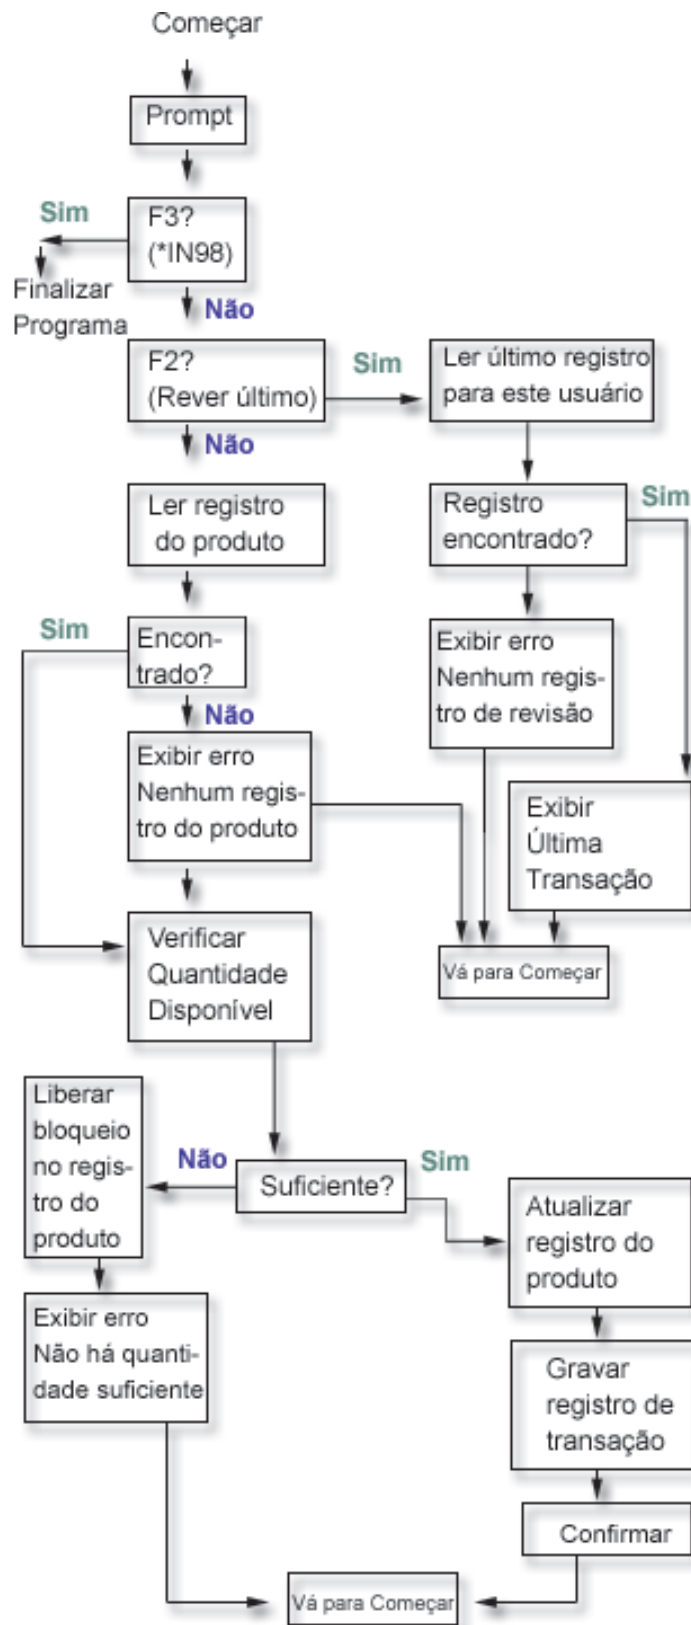 Começar
Prompt
Sim
F3?
(*IN98)
Finalizar
Programa
Não
F2?
(Rever último)
Sim
Ler último registro
para este usuário
Não
Ler registro
do produto
Registro
encontrado?
Sim
Sim
Encon-
trado?
Não
Exibir erro
Nenhum regis-
tro de revisão
Exibir erro
Nenhum regis-
tro do produto
Exibir
Última
Transação
Verificar
Quantidade
Disponível
Vá para Começar
Liberar
bloqueio
no regis-
tro do
produto
Não
Suficiente?
Sim
Atualizar
registro do
produto
Exibir erro
Não há quanti-
dade suficiente
Gravar
registro de
transação
Confirmar
Vá para Começar